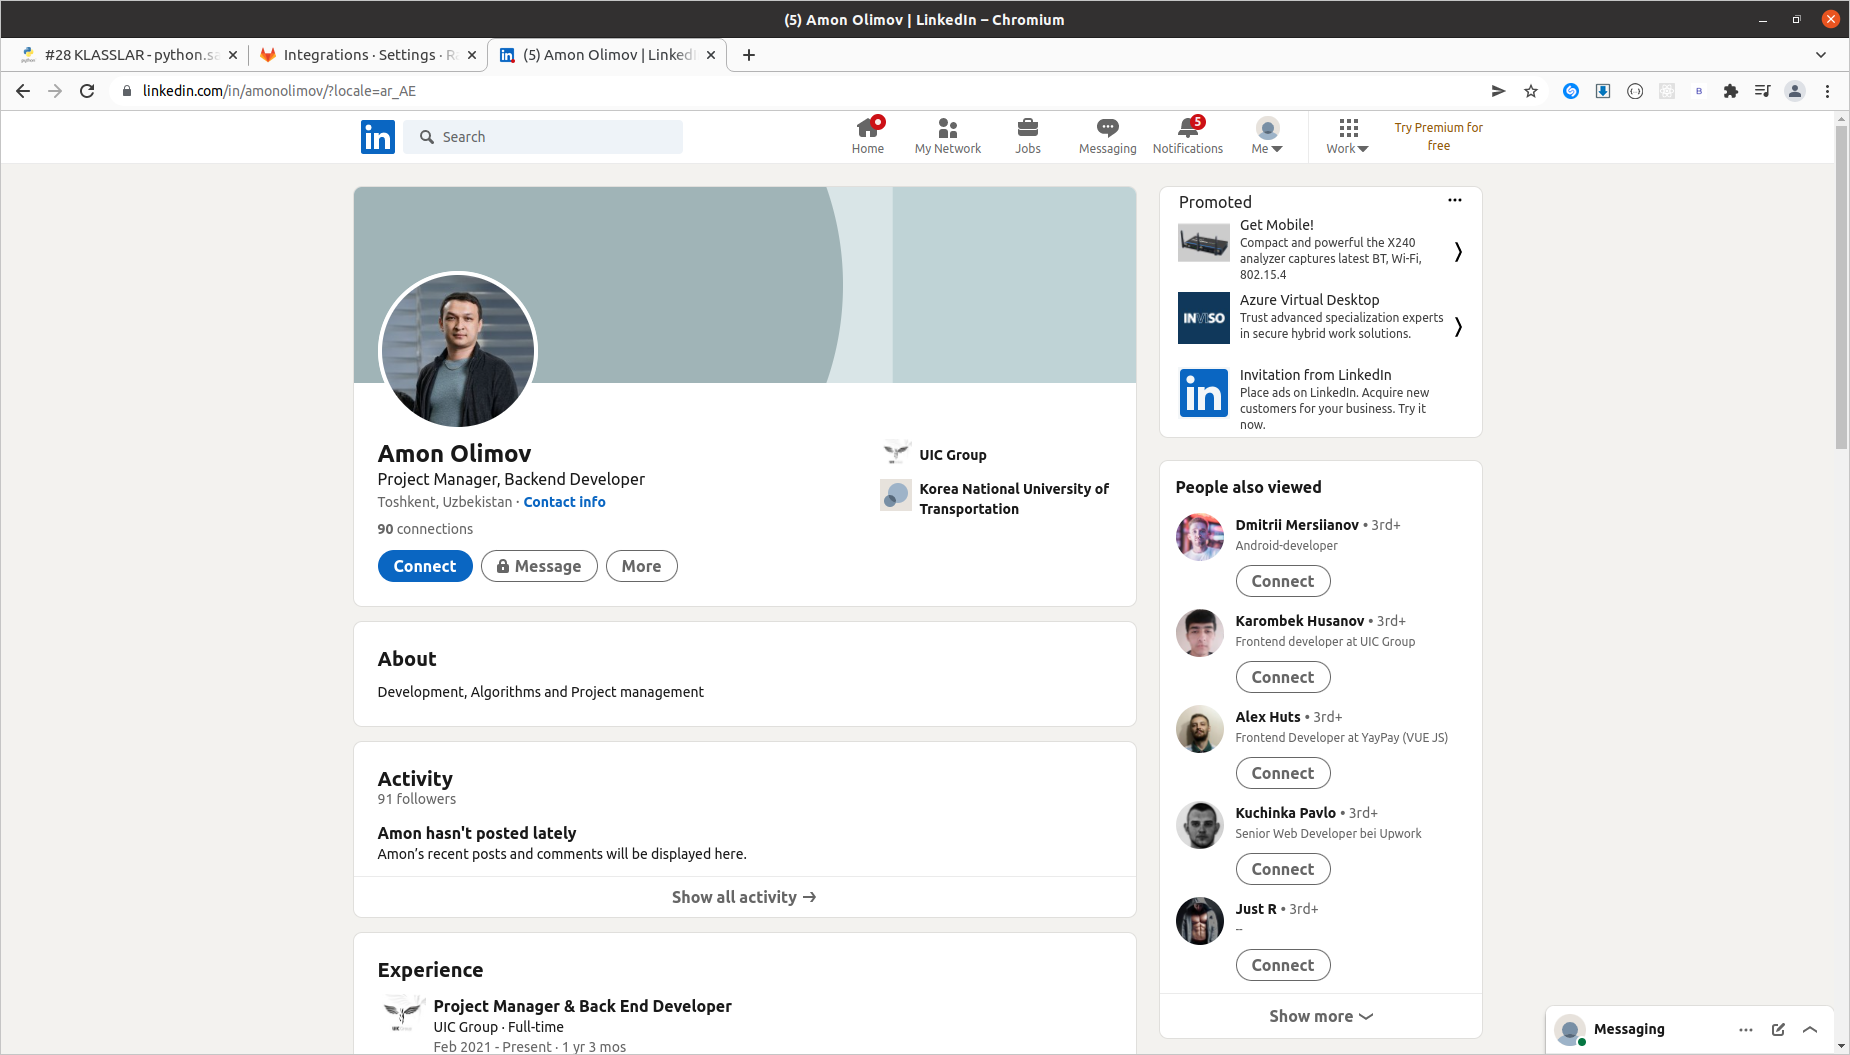 (5) Amon Olimov | LinkedIn – Chromium
#28 KLASSLAR - python.sa
Integrations · Settings · Ra
(5) Amon Olimov | LinkedI
linkedin.com/in/amonolimov/?locale=ar_AE
in
Search
Home
My Network
Jobs
Messaging
5
Notifications
Me
Work
Try Premium for
free
Amon Olimov
Project Manager, Backend Developer
Toshkent, Uzbekistan · Contact info
90 connections
Connect
Message
More
UIC Group
Korea National University of
Transportation
About
Development, Algorithms and Project management
Activity
91 followers
Amon hasn't posted lately
Amon’s recent posts and comments will be displayed here.
Show all activity →
Experience
Project Manager & Back End Developer
UIC Group · Full-time
Feb 2021 - Present · 1 yr 3 mos
Promoted
Get Mobile!
Compact and powerful the X240
analyzer captures latest BT, Wi-Fi,
802.15.4
INVISO
Azure Virtual Desktop
Trust advanced specialization experts
in secure hybrid work solutions.
in
Invitation from LinkedIn
Place ads on LinkedIn. Acquire new
customers for your business. Try it
now.
People also viewed
Dmitrii Mersiianov • 3rd+
Android-developer
Connect
Karombek Husanov • 3rd+
Frontend developer at UIC Group
Connect
Alex Huts • 3rd+
Frontend Developer at YayPay (VUE JS)
Connect
Kuchinka Pavlo • 3rd+
Senior Web Developer bei Upwork
Connect
Just R • 3rd+
--
Connect
Show more
Messaging